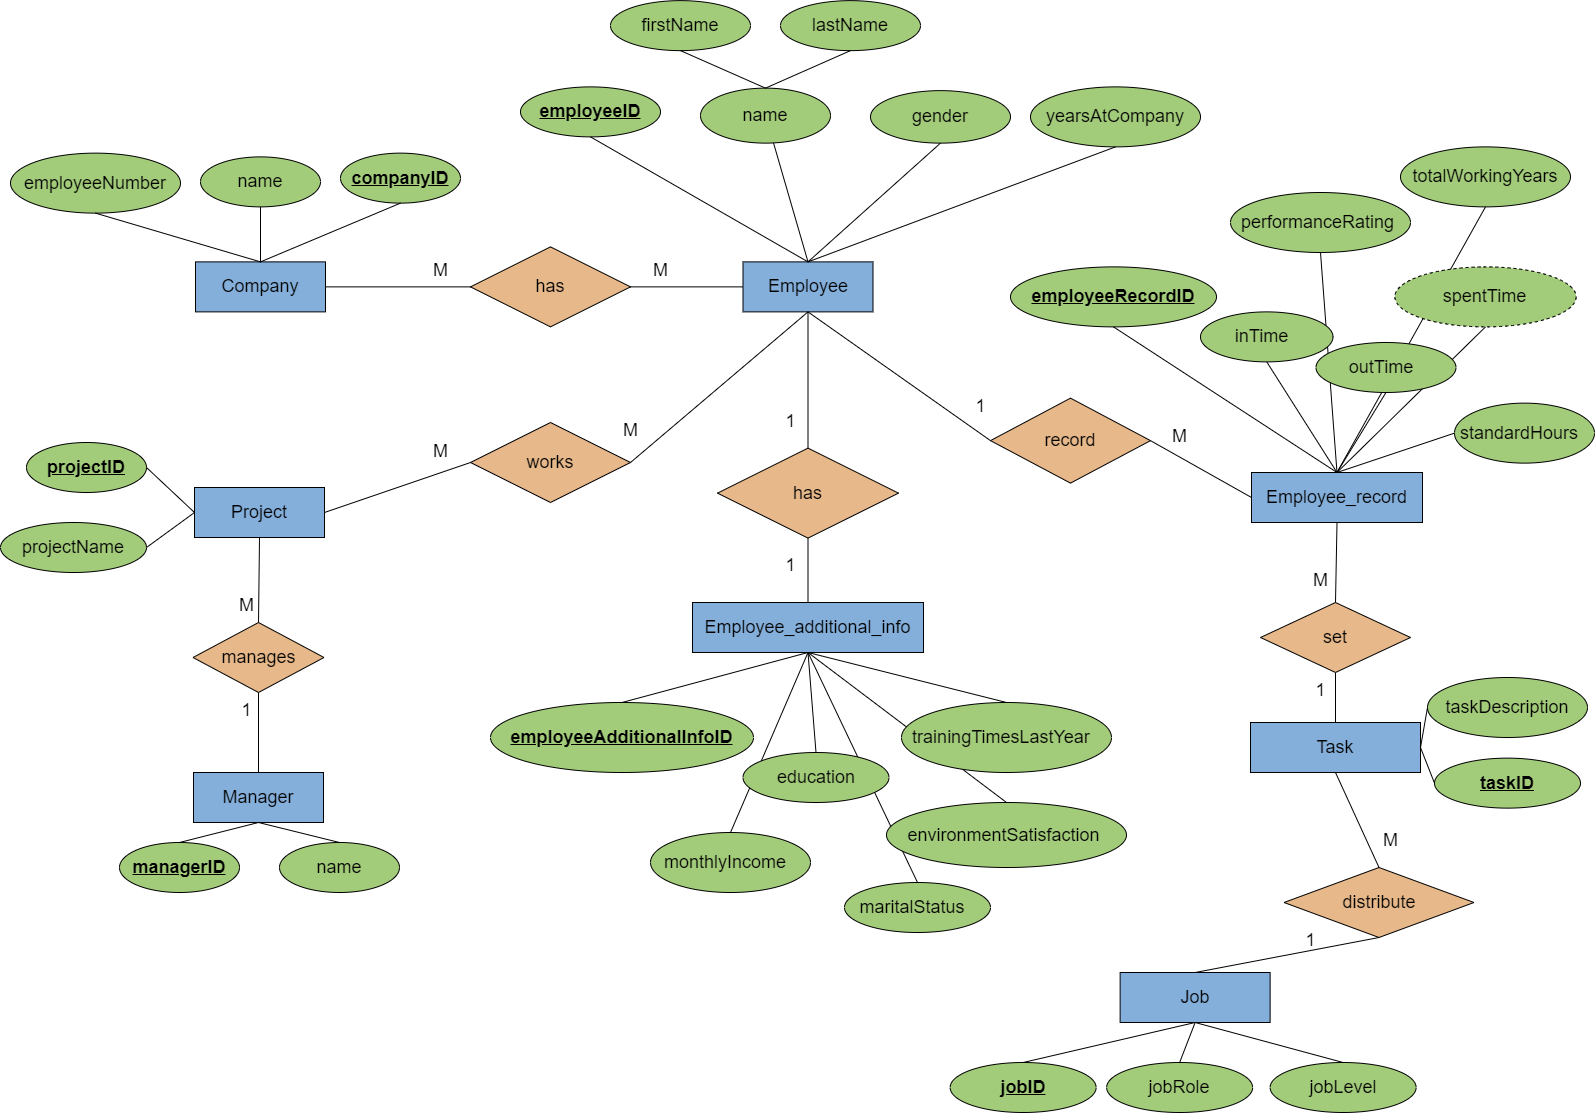 firstName
lastName
employeeID
name
gender
yearsAtCompany
employeeNumber
name
companyID
totalWorkingYears
performanceRating
Company
M
has
M
Employee
employeeRecordID
spentTime
inTime
outTime
1
M
1
record
M
standardHours
M
works
projectID
Project
projectName
has
Employee_record
1
M
M
manages
1
Employee_additional_info
set
1
Manager
managerID
name
employeeAdditionalInfoID
trainingTimesLastYear
education
environmentSatisfaction
monthlyIncome
maritalStatus
taskDescription
Task
taskID
M
distribute
1
Job
jobID
jobRole
jobLevel